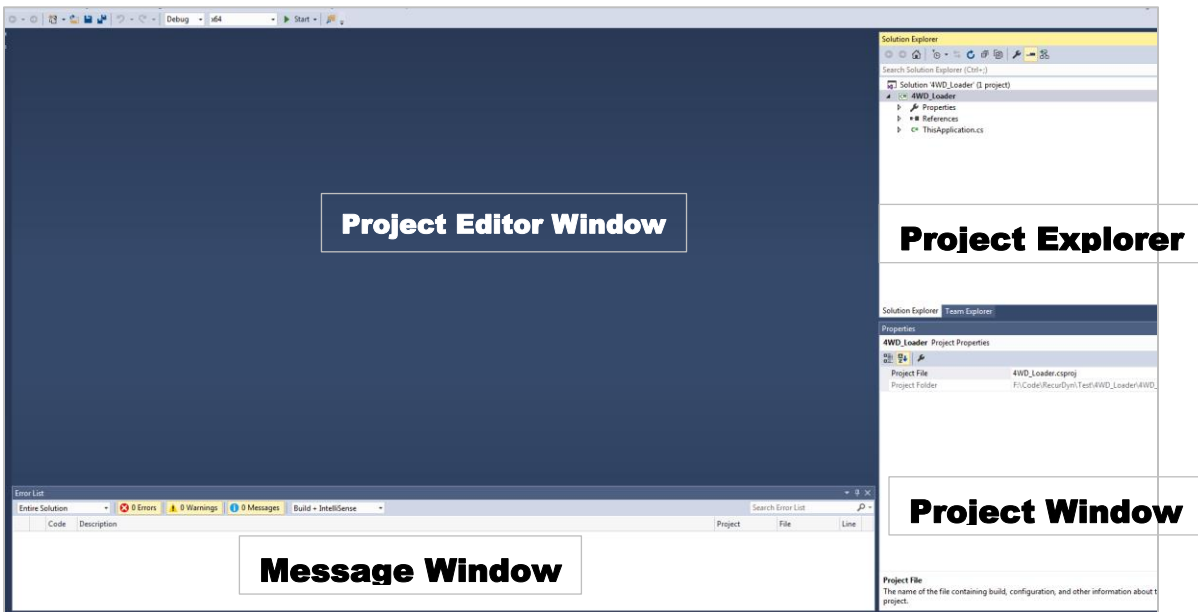 Debug x64 Start
Solution Explorer
Search Solution Explorer (Ctrl+;)
Solution '4WD_Loader' (1 project)
4WD_Loader
Properties
References
C# ThisApplication.cs
Project Editor Window
Project Explorer
Solution Explorer Team Explorer
Properties
4WD_Loader Project Properties
Project File 4WD_Loader.csproj
Project Folder F:\Code\RecurDyn\Test\4WD_Loader\4WD_
Error List
Entire Solution 0 Errors 0 Warnings 0 Messages Build + IntelliSense Search Error List
Code Description Project File Line
Message Window
Project Window
Project File
The name of the file containing build, configuration, and other information about t
project.